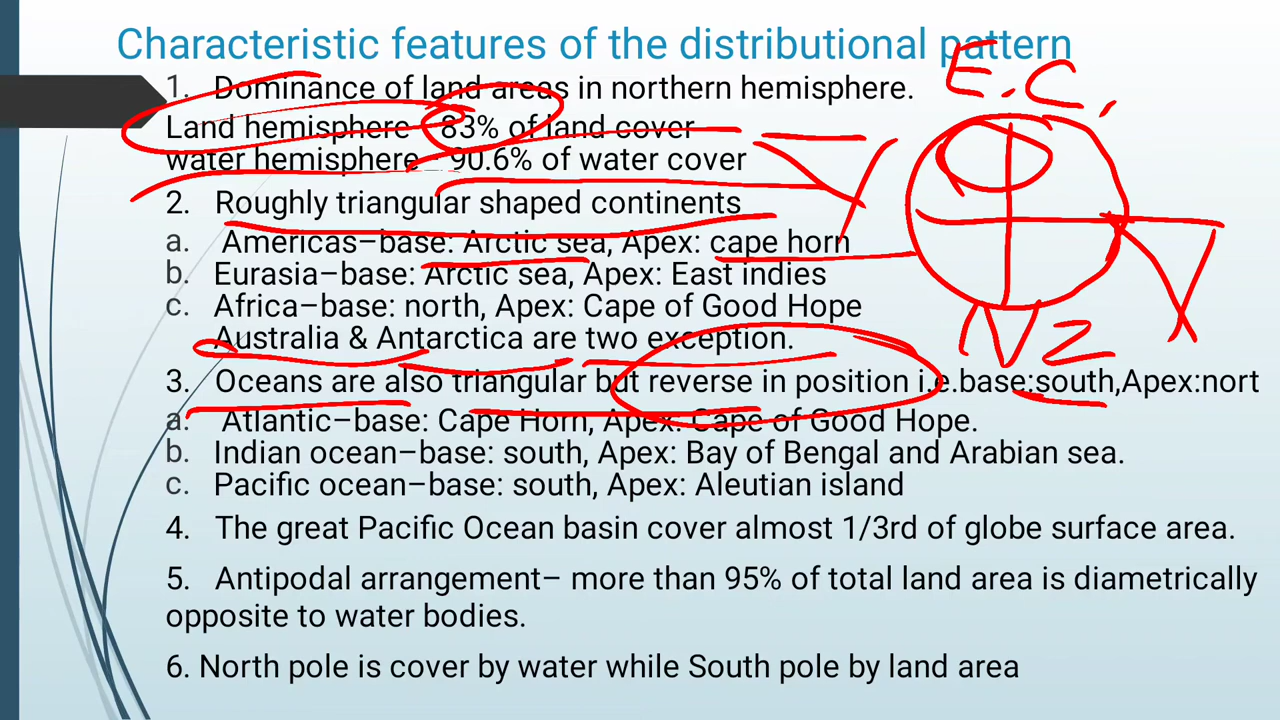 Characteristic features of the distributional pattern
1. Dominance of land areas in northern hemisphere.
E.C.
Land hemisphere - 83% of land cover
water hemisphere - 90.6% of water cover
2. Roughly triangular shaped continents
a. Americas–base: Arctic sea, Apex: cape horn
b. Eurasia–base: Arctic sea, Apex: East indies
c. Africa–base: north, Apex: Cape of Good Hope
Australia & Antarctica are two exception.
NZ
3. Oceans are also triangular but reverse in position i.e.base:south,Apex:nort
a. Atlantic–base: Cape Horn, Apex: Cape of Good Hope.
b. Indian ocean–base: south, Apex: Bay of Bengal and Arabian sea.
c. Pacific ocean–base: south, Apex: Aleutian island
4. The great Pacific Ocean basin cover almost 1/3rd of globe surface area.
5. Antipodal arrangement– more than 95% of total land area is diametrically
opposite to water bodies.
6. North pole is cover by water while South pole by land area